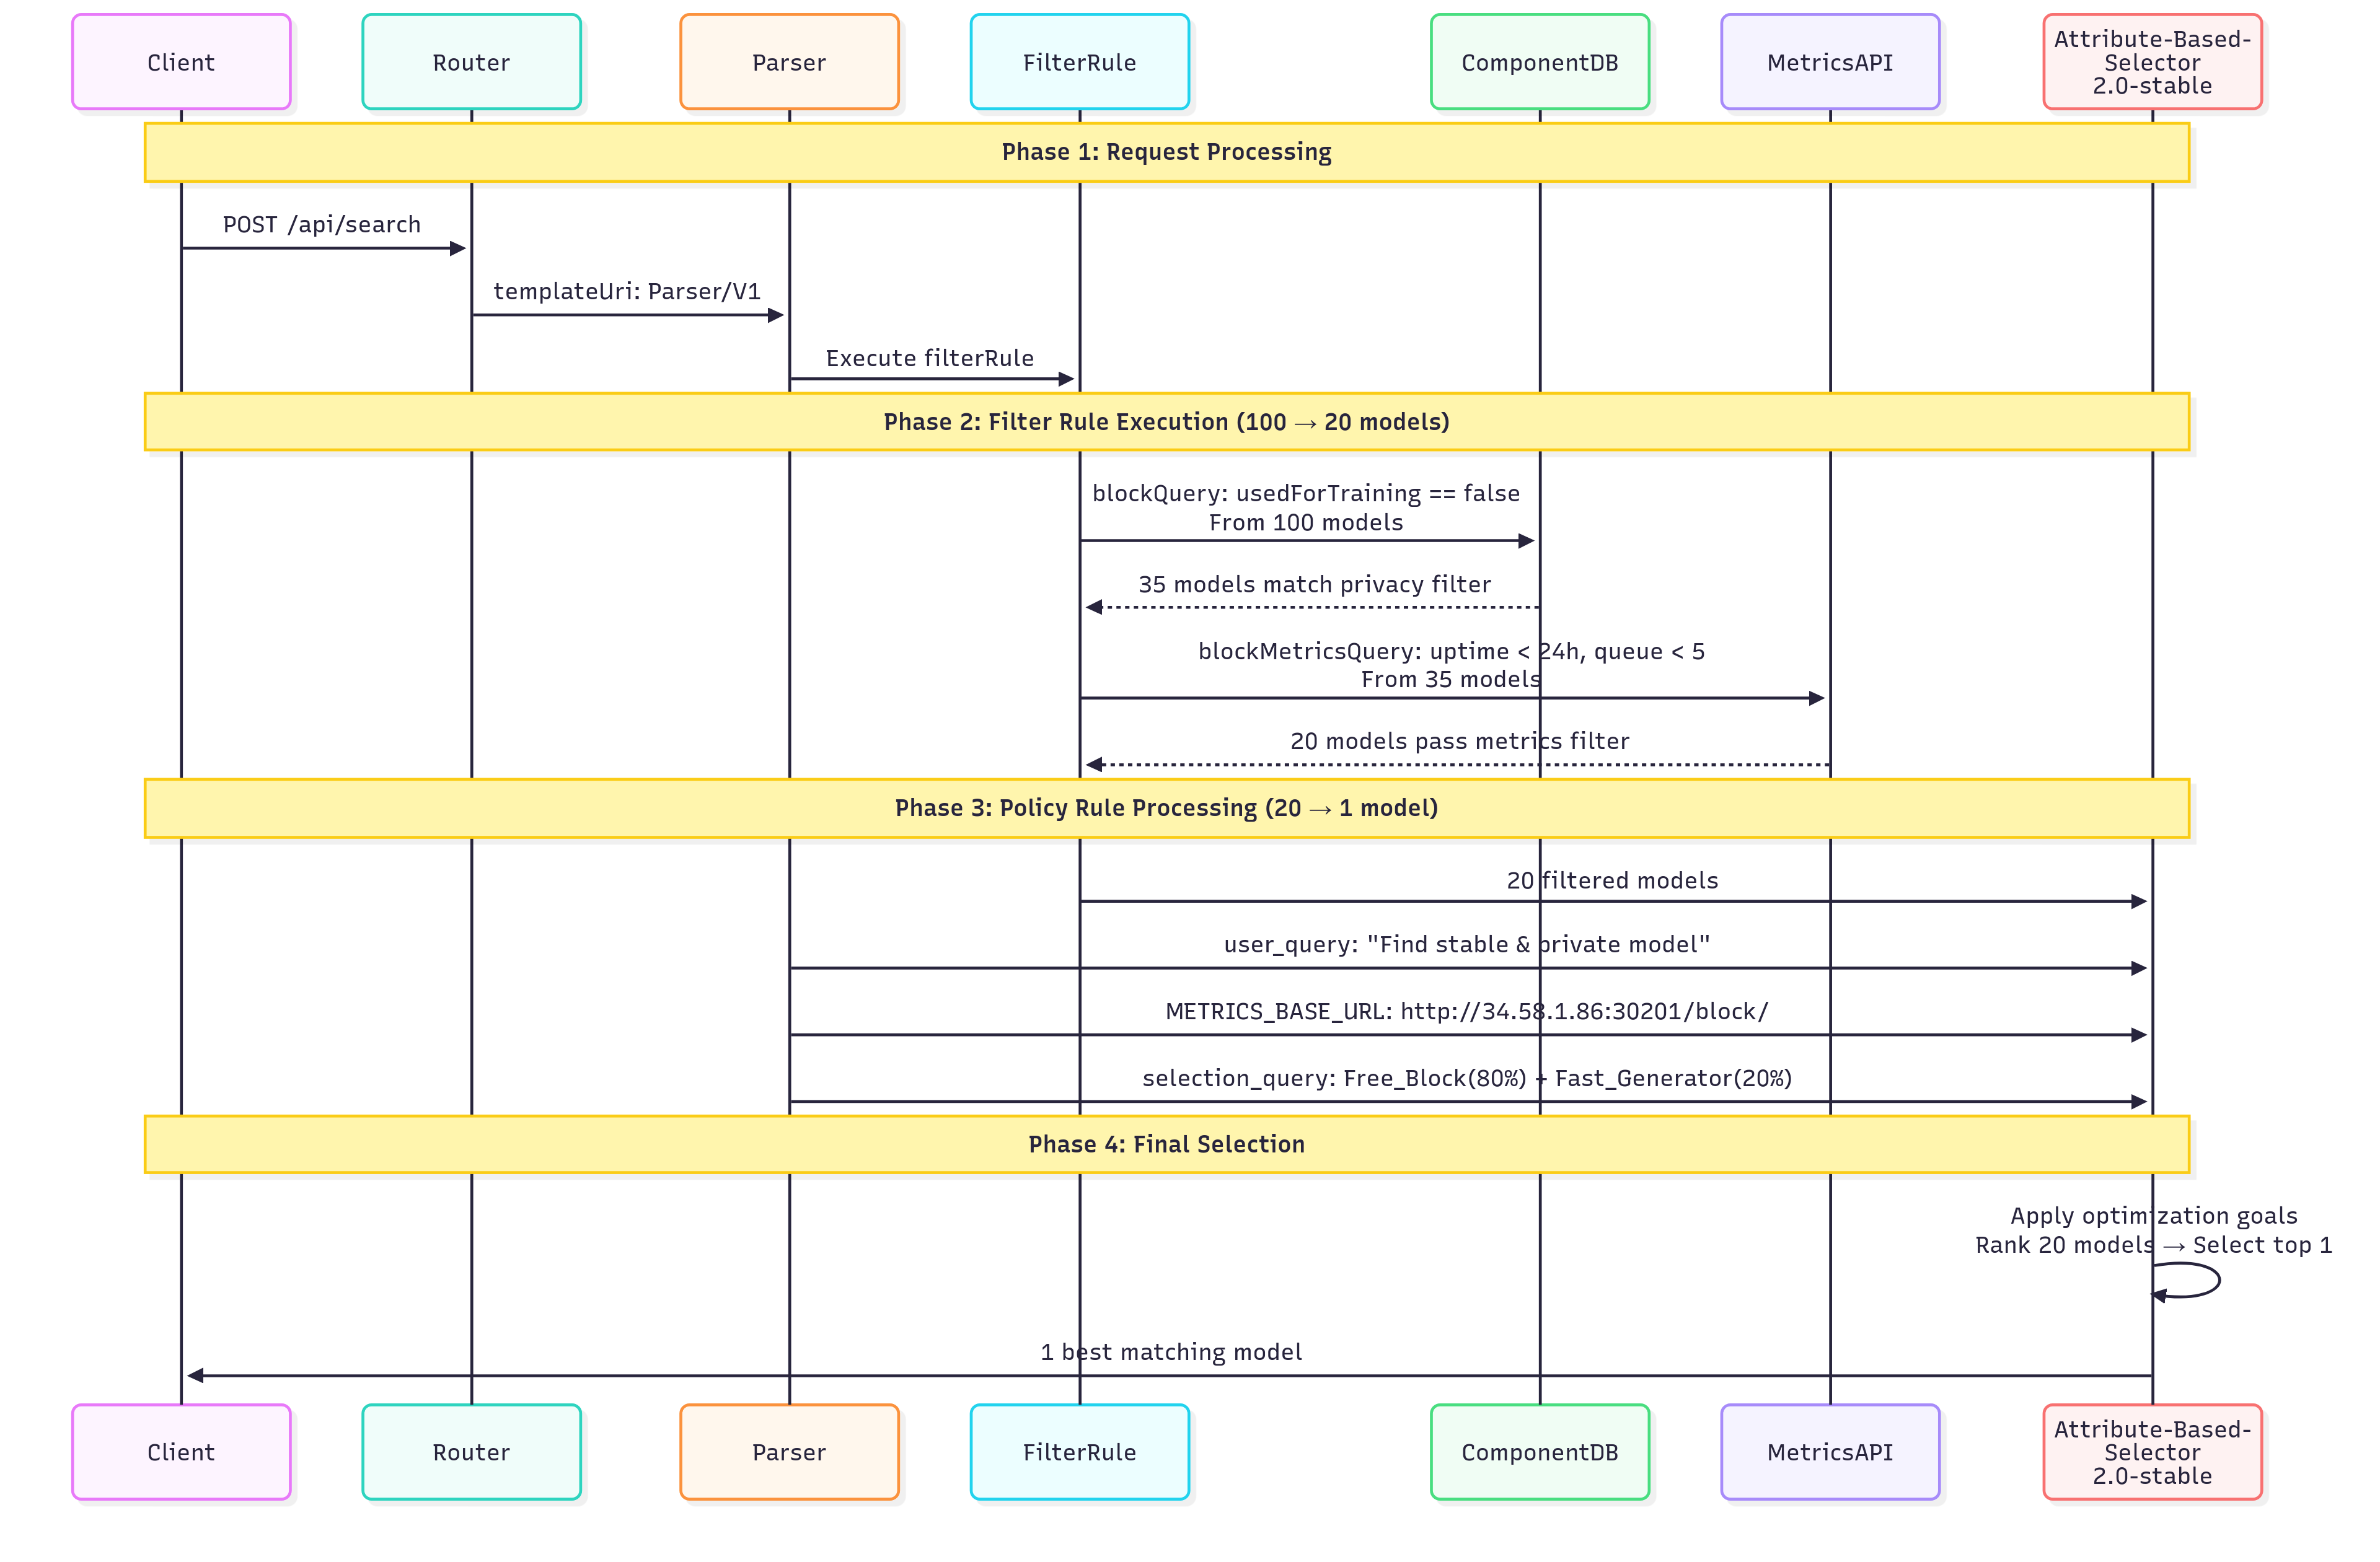 Client
Router
Parser
FilterRule
ComponentDB
MetricsAPI
Attribute-Based-
Selector
2.0-stable
Phase 1: Request Processing
POST /api/search
templateUri: Parser/V1
Execute filterRule
Phase 2: Filter Rule Execution (100 → 20 models)
blockQuery: usedForTraining == false
From 100 models
35 models match privacy filter
blockMetricsQuery: uptime < 24h, queue < 5
From 35 models
20 models pass metrics filter
Phase 3: Policy Rule Processing (20 → 1 model)
20 filtered models
user_query: "Find stable & private model"
METRICS_BASE_URL: http://34.58.1.86:30201/block/
selection_query: Free_Block(80%) + Fast_Generator(20%)
Phase 4: Final Selection
Apply optimization goals
Rank 20 models → Select top 1
1 best matching model
Client
Router
Parser
FilterRule
ComponentDB
MetricsAPI
Attribute-Based-
Selector
2.0-stable